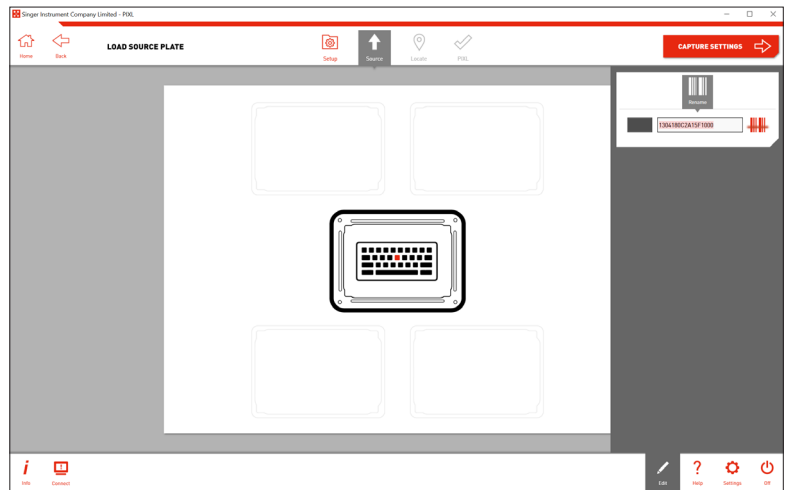 Singer Instrument Company Limited - PIXL
Home
Back
LOAD SOURCE PLATE
Setup
Source
Locate
PIXL
CAPTURE SETTINGS
Rename
1304180C2A15F1000
Info
Connect
Edit
Help
Settings
Off